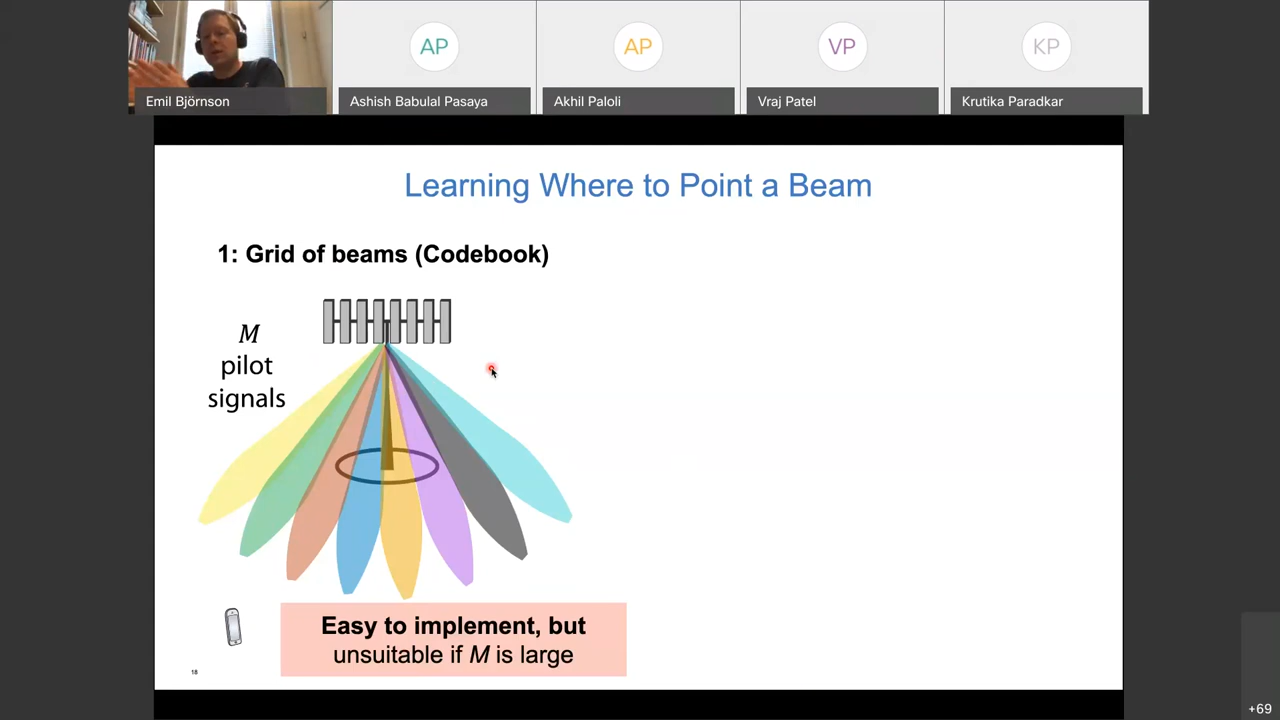 AP
AP
VP
KP
Emil Björnson
Ashish Babulal Pasaya
Akhil Paloli
Vraj Patel
Krutika Paradkar
Learning Where to Point a Beam
1: Grid of beams (Codebook)
M
pilot
signals
Easy to implement, but
unsuitable if M is large
18
+69